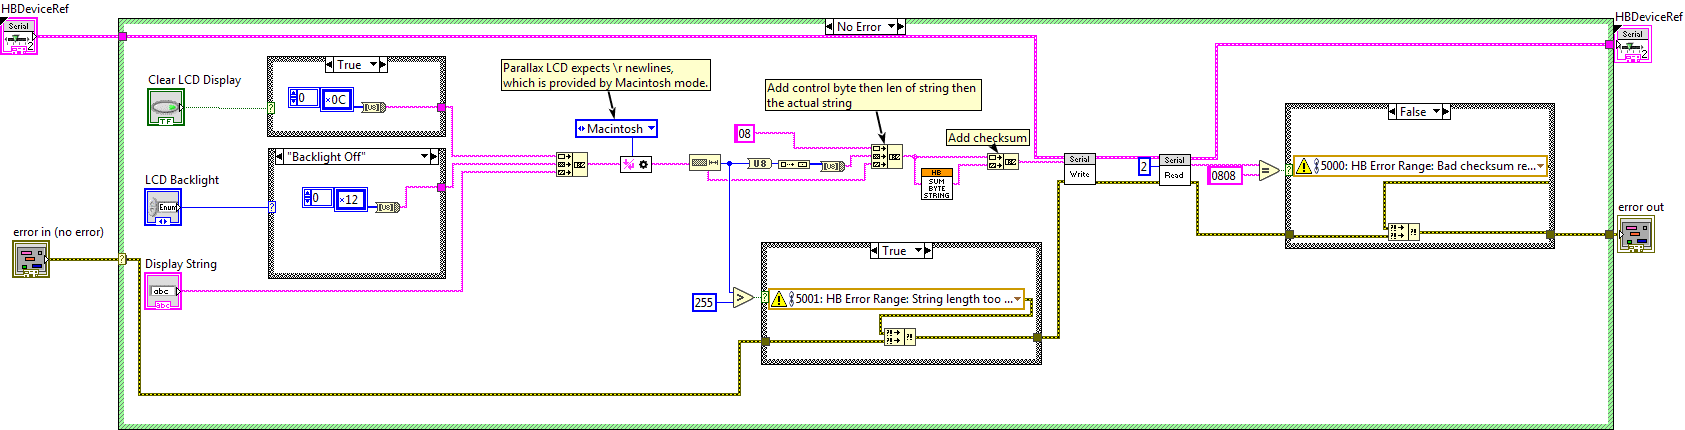 HBDeviceRef
Serial
2
No Error
HBDeviceRef
Serial
2
Clear LCD Display
TF
True
0
×0C
[U8]
Parallax LCD expects \r newlines,
which is provided by Macintosh mode.
Macintosh
Add control byte then len of string then
the actual string
08
Add checksum
"Backlight Off"
0
×12
[U8]
LCD Backlight
Enum
U8
[U8]
HB
SUM
BYTE
STRING
Serial
Write
2
Serial
Read
0808
=
?
False
5000: HB Error Range: Bad checksum re...
error in (no error)
Display String
abc
abc
255
>
?
True
5001: HB Error Range: String length too ...
error out